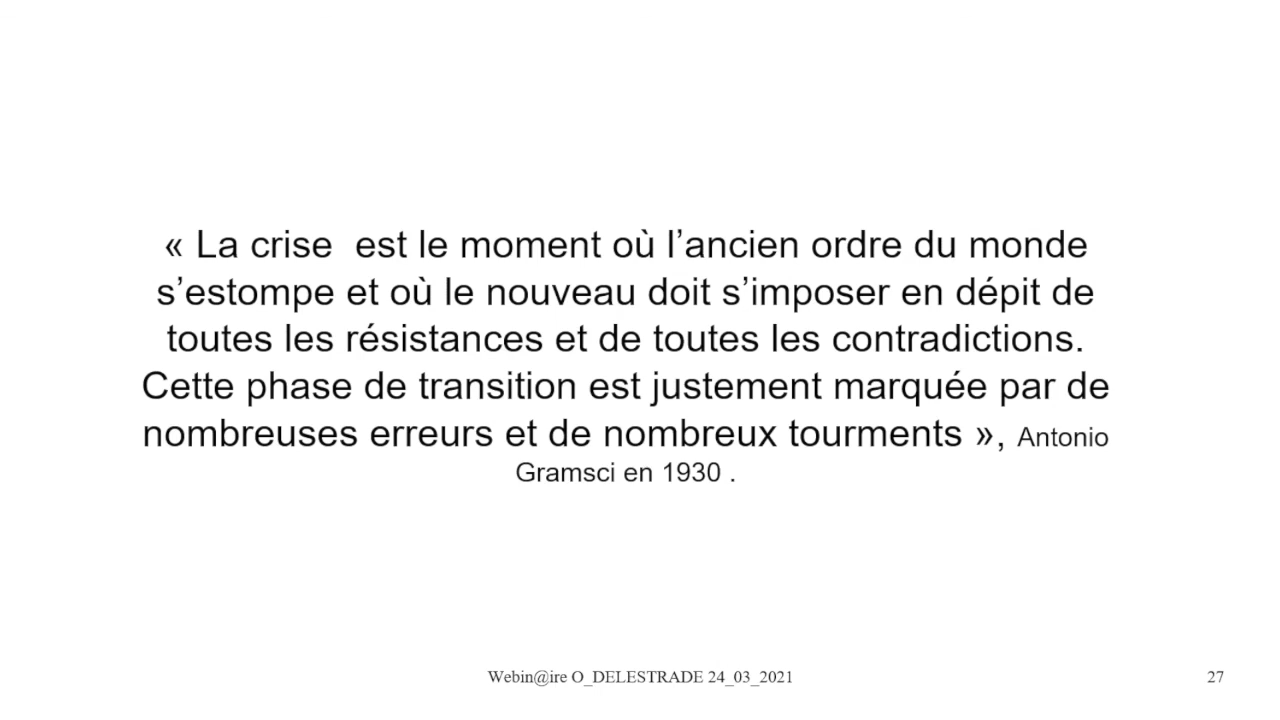 « La crise  est le moment où l’ancien ordre du monde
s’estompe et où le nouveau doit s’imposer en dépit de
toutes les résistances et de toutes les contradictions.
Cette phase de transition est justement marquée par de
nombreuses erreurs et de nombreux tourments », Antonio
Gramsci en 1930 .
Webin@ire O_DELESTRADE 24_03_2021
27